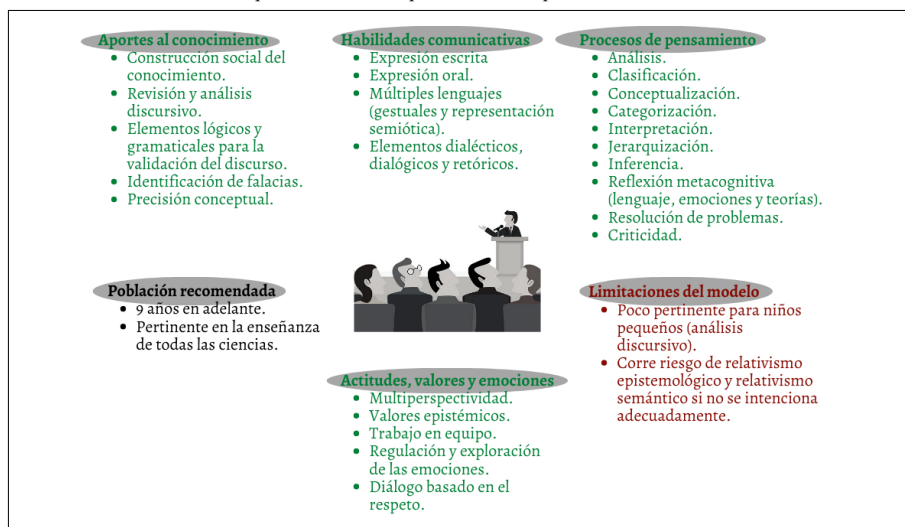 Aportes al conocimiento
• Construcción social del
conocimiento.
• Revisión y análisis
discursivo.
• Elementos lógicos y
gramaticales para la
validación del discurso.
• Identificación de falacias.
• Precisión conceptual.
Habilidades comunicativas
• Expresión escrita
• Expresión oral.
• Múltiples lenguajes
(gestuales y representación
semiótica).
• Elementos dialécticos,
dialógicos y retóricos.
Procesos de pensamiento
• Análisis.
• Clasificación.
• Conceptualización.
• Categorización.
• Interpretación.
• Jerarquización.
• Inferencia.
• Reflexión metacognitiva
(lenguaje, emociones y teorías).
• Resolución de problemas.
• Criticidad.
Población recomendada
• 9 años en adelante.
• Pertinente en la enseñanza
de todas las ciencias.
Limitaciones del modelo
• Poco pertinente para niños
pequeños (análisis
discursivo).
• Corre riesgo de relativismo
epistemológico y relativismo
semántico si no se intenciona
adecuadamente.
Actitudes, valores y emociones
• Multiperspectividad.
• Valores epistémicos.
• Trabajo en equipo.
• Regulación y exploración
de las emociones.
• Diálogo basado en el
respeto.